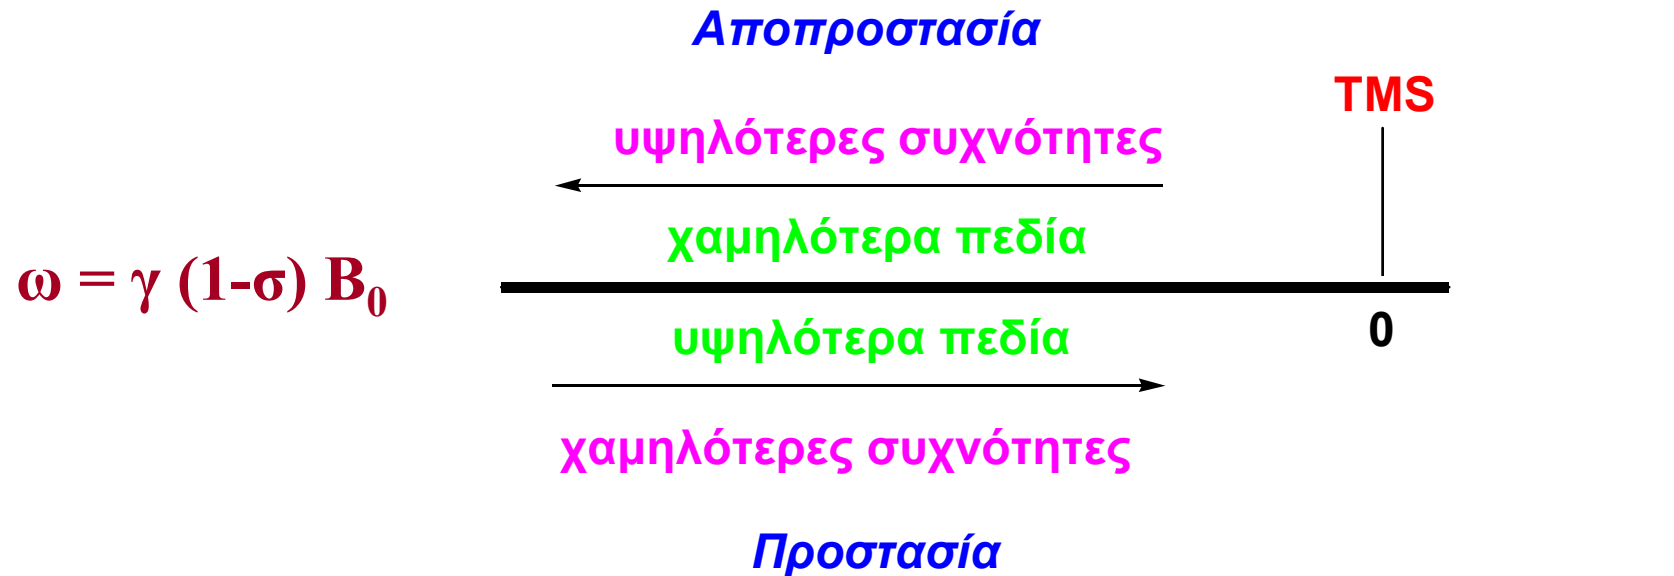 Αποπροστασία
TMS
υψηλότερες συχνότητες
χαμηλότερα πεδία
ω = γ (1-σ) B₀
υψηλότερα πεδία
0
χαμηλότερες συχνότητες
Προστασία